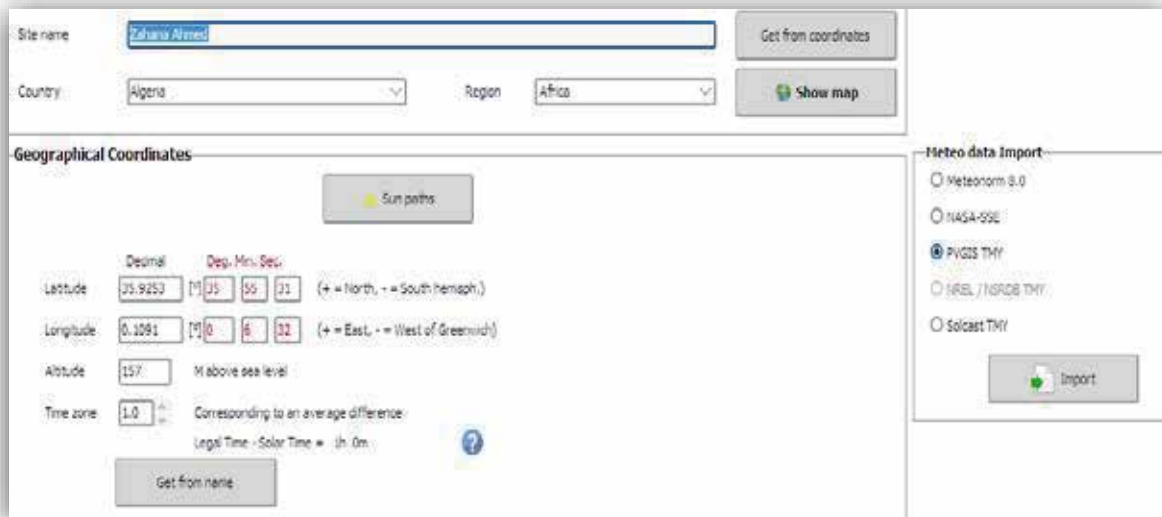 Site name Zahana Ahmed Get from coordinates
Country Algeria Region Africa Show map
Geographical Coordinates
Sun paths
Decimal Deg. Min. Sec.
Latitude 35.9253 [°] 35 55 31 (+ = North, - = South hemisph.)
Longitude 0.1091 [°] 0 6 32 (+ = East, - = West of Greenwich)
Altitude 157 M above sea level
Time zone 1.0 Corresponding to an average difference
Legal Time - Solar Time = 1h 0m ?
Get from name
Meteo data Import
Meteonorm 8.0
NASA-SSE
PVGIS TMY
NREL / NSRDB TMY
Solcast TMY
Import